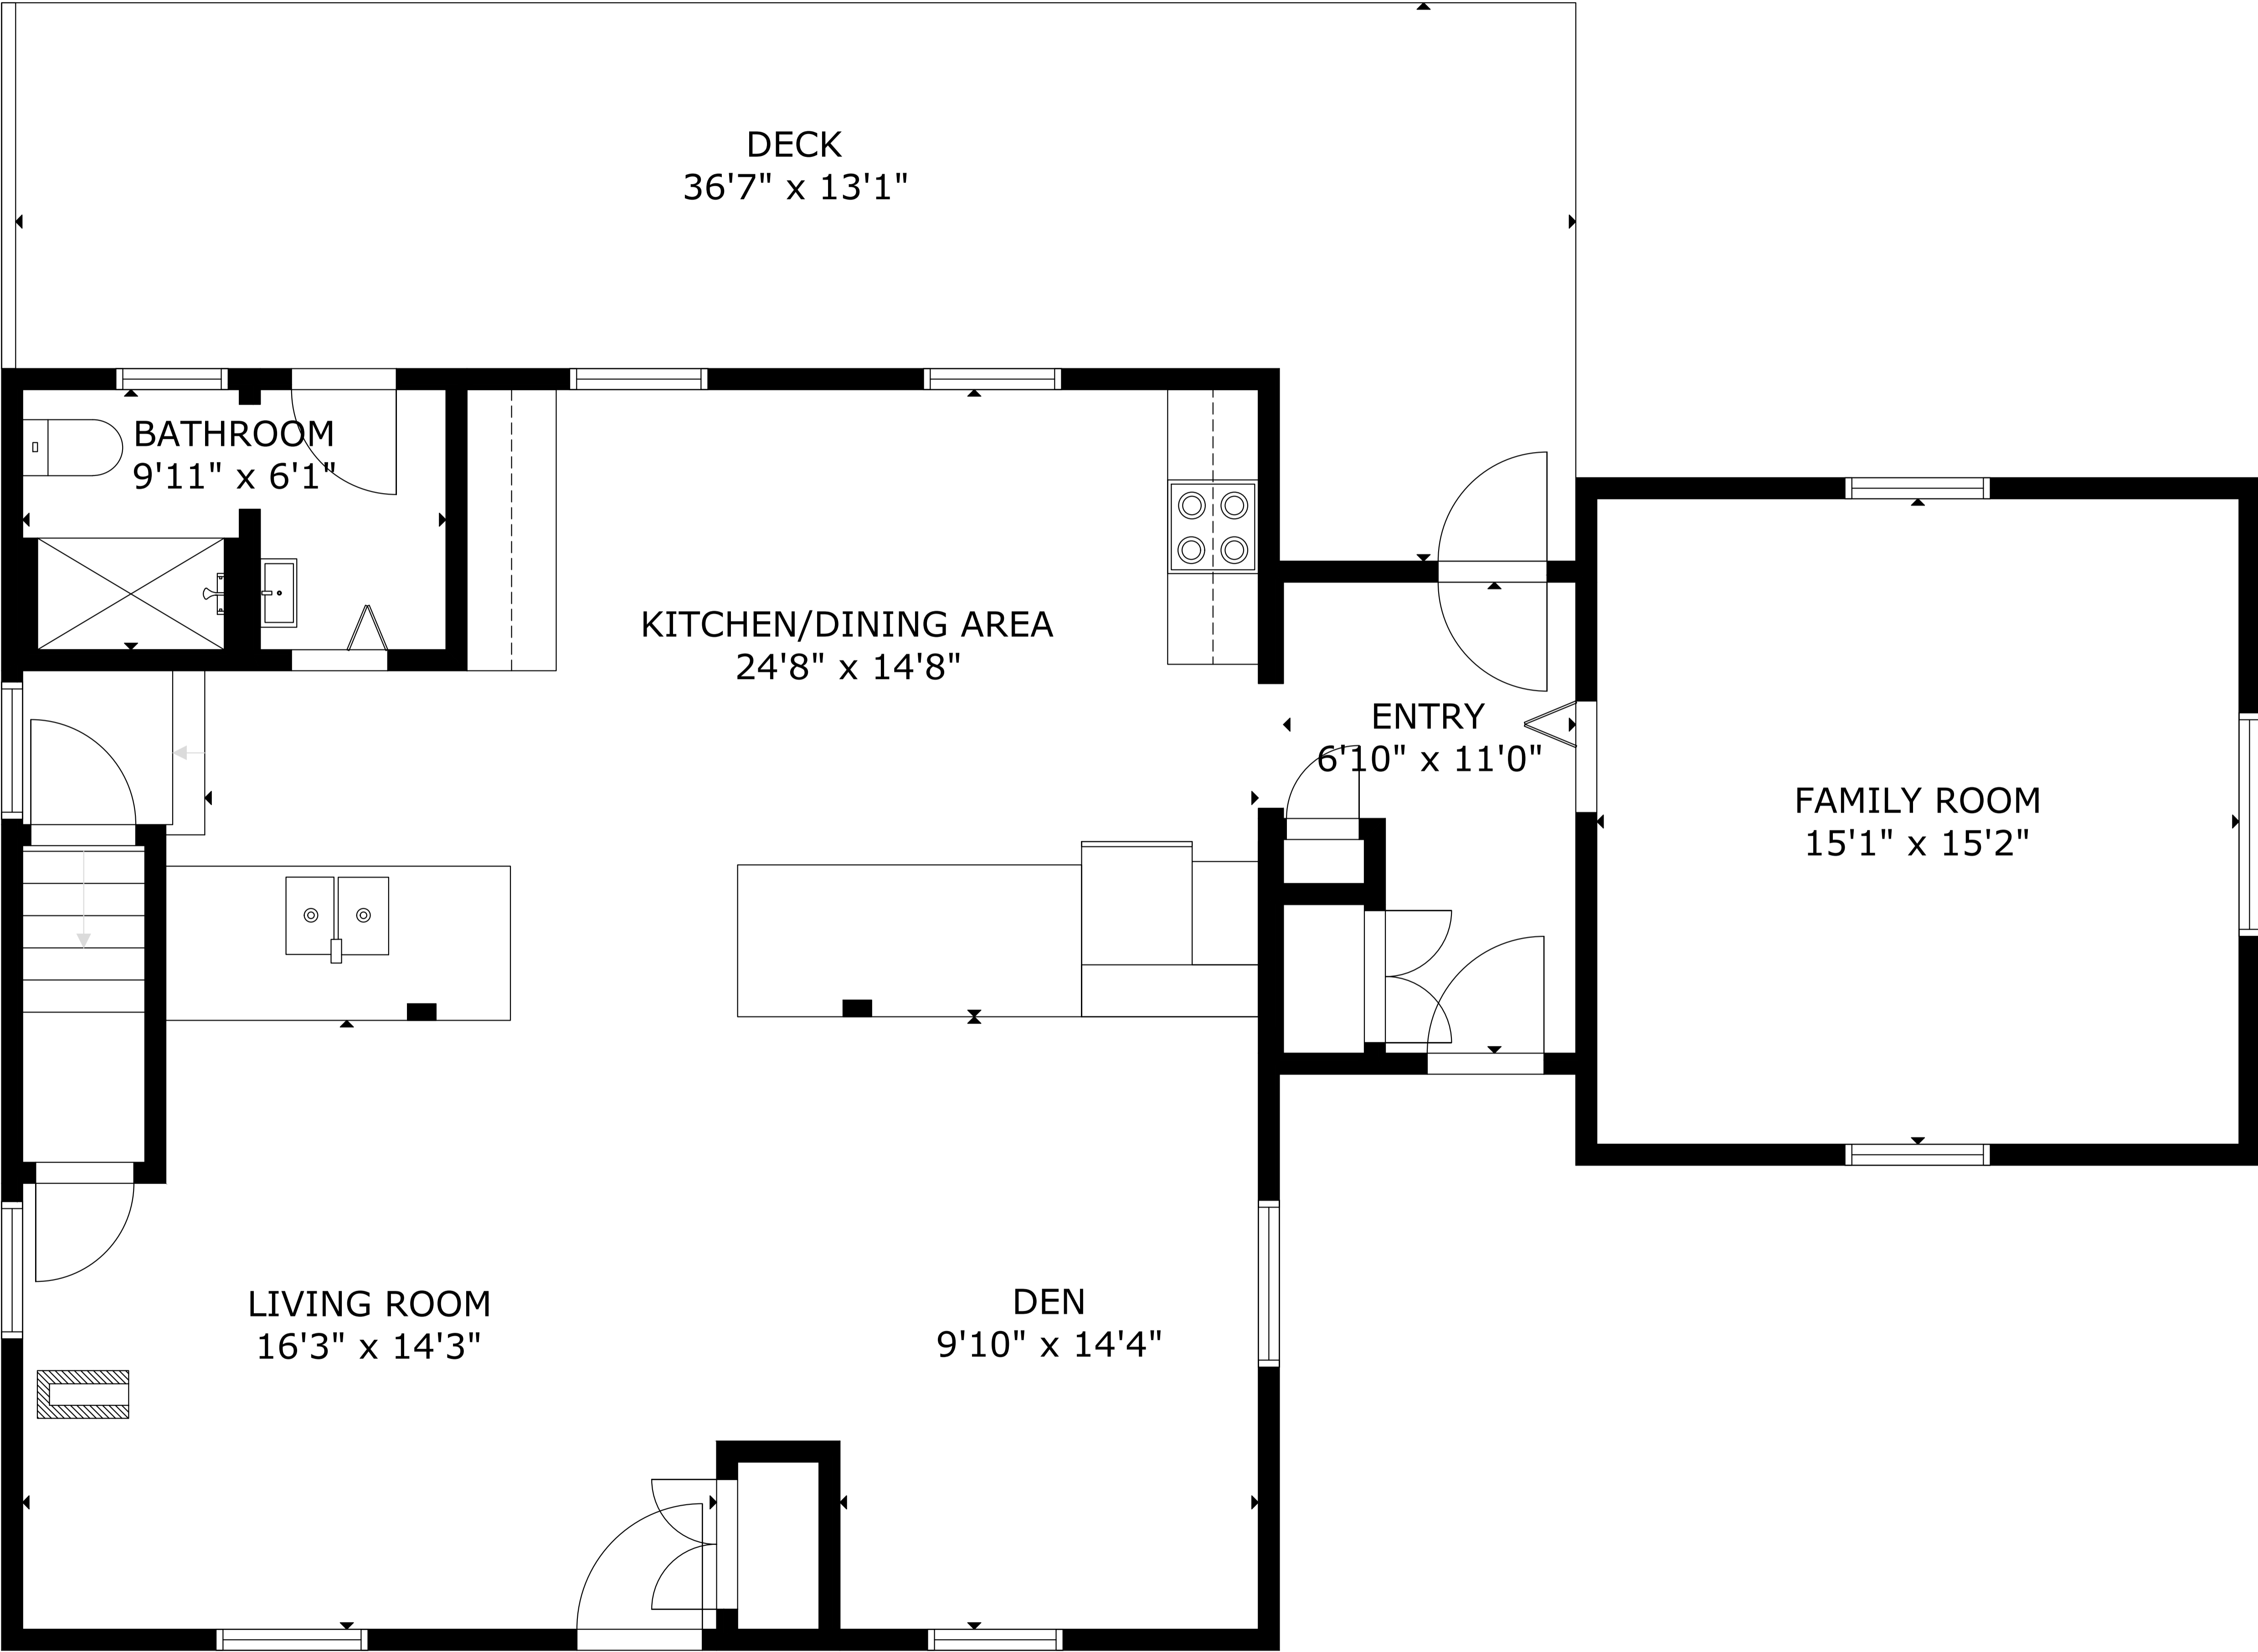 DECK
36'7" x 13'1"
BATHROOM
9'11" x 6'1"
KITCHEN/DINING AREA
24'8" x 14'8"
ENTRY
6'10" x 11'0"
FAMILY ROOM
15'1" x 15'2"
LIVING ROOM
16'3" x 14'3"
DEN
9'10" x 14'4"